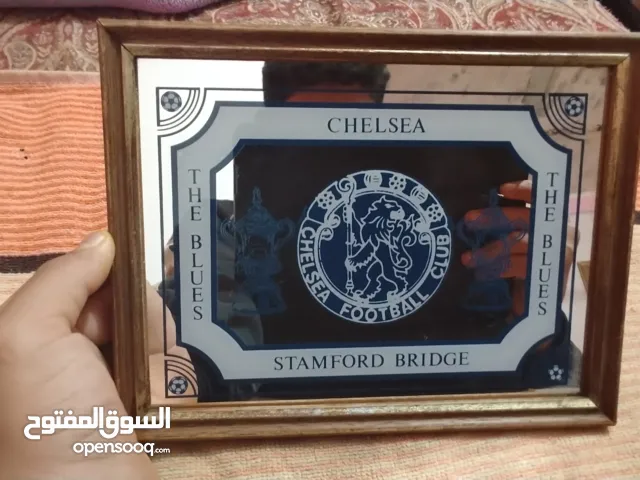 CHELSEA
THE BLUES
CHELSEA FOOTBALL CLUB
THE BLUES
STAMFORD BRIDGE
السوق المفتوح
opensooq.com